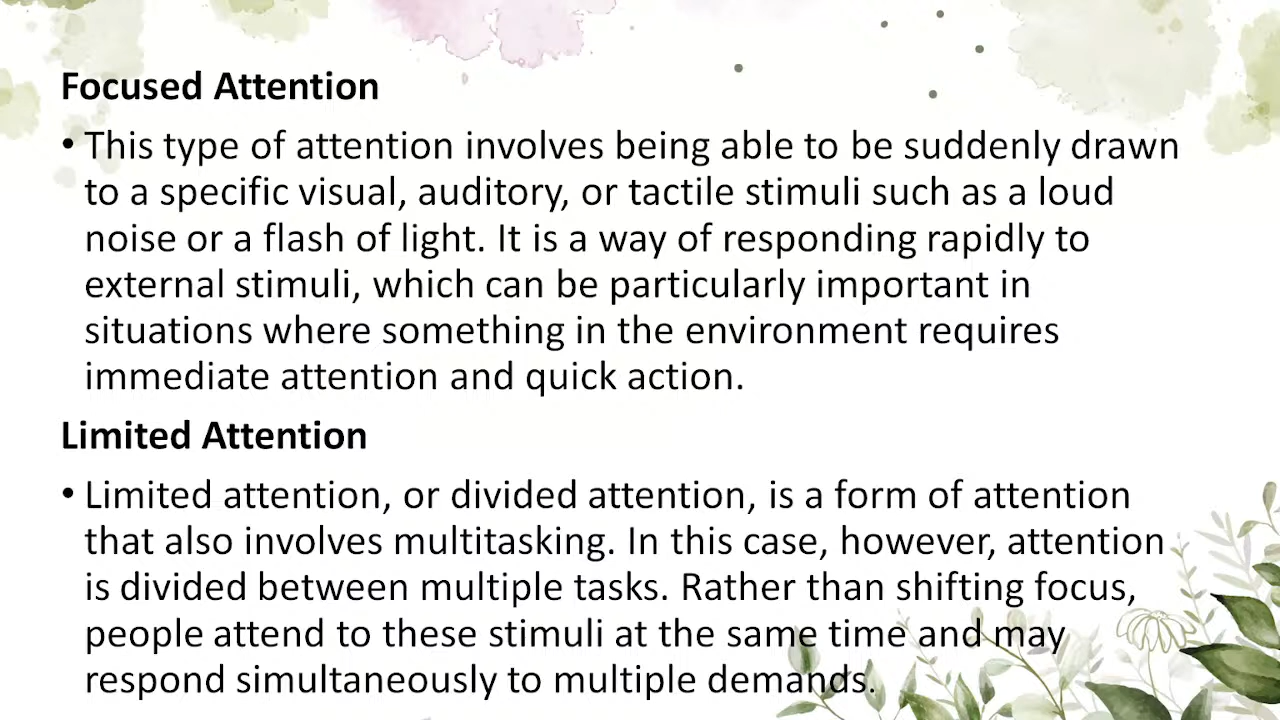 Focused Attention
• This type of attention involves being able to be suddenly drawn
to a specific visual, auditory, or tactile stimuli such as a loud
noise or a flash of light. It is a way of responding rapidly to
external stimuli, which can be particularly important in
situations where something in the environment requires
immediate attention and quick action.
Limited Attention
• Limited attention, or divided attention, is a form of attention
that also involves multitasking. In this case, however, attention
is divided between multiple tasks. Rather than shifting focus,
people attend to these stimuli at the same time and may
respond simultaneously to multiple demands.